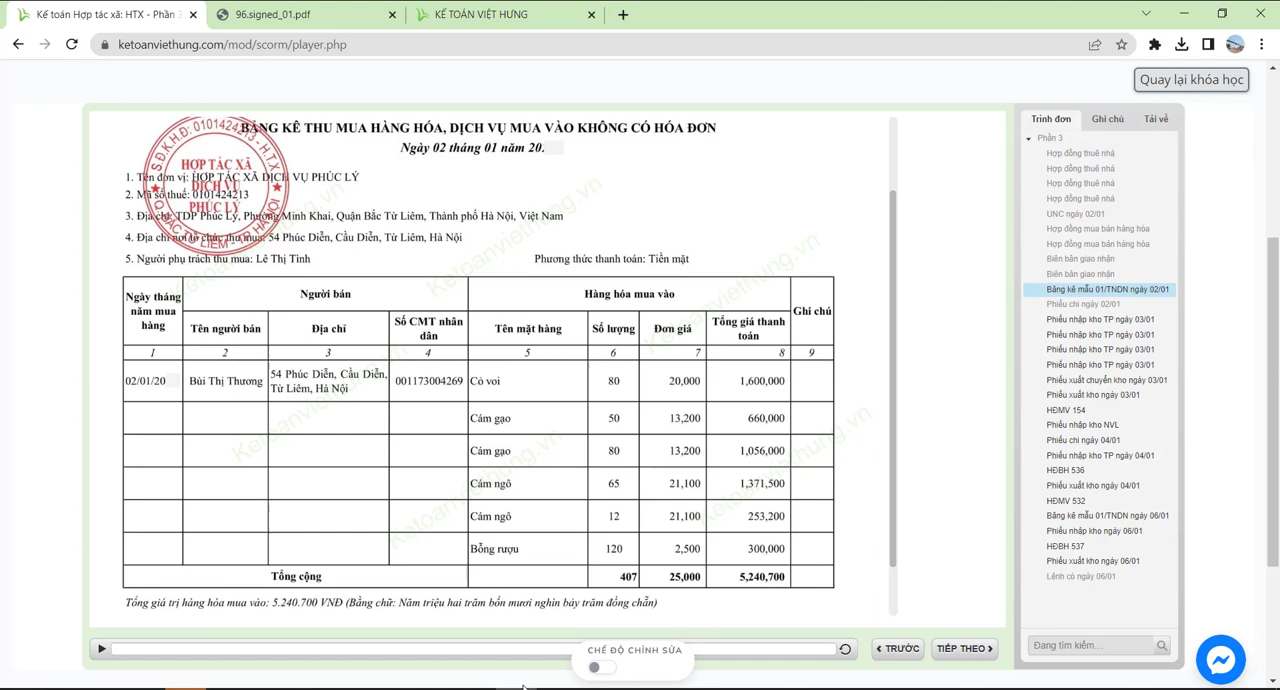 Kế toán Hợp tác xã: HTX - Phần 3
96.signed_01.pdf
KẾ TOÁN VIỆT HƯNG
ketoanviethung.com/mod/scorm/player.php
Quay lại khóa học
BẢNG KÊ THU MUA HÀNG HÓA, DỊCH VỤ MUA VÀO KHÔNG CÓ HÓA ĐƠN
Ngày 02 tháng 01 năm 20.
S.Đ.K.H.Đ: 0101424213 - H.T.X
HỢP TÁC XÃ
DỊCH VỤ
PHÚC LÝ
Q. BẮC TỪ LIÊM - TP. HÀ NỘI
1. Tên đơn vị: HỢP TÁC XÃ DỊCH VỤ PHÚC LÝ
2. Mã số thuế: 0101424213
3. Địa chỉ: TDP Phúc Lý, Phường Minh Khai, Quận Bắc Từ Liêm, Thành phố Hà Nội, Việt Nam
4. Địa chỉ nơi tổ chức thu mua: 54 Phúc Diễn, Cầu Diễn, Từ Liêm, Hà Nội
5. Người phụ trách thu mua: Lê Thị Tình Phương thức thanh toán: Tiền mặt
Ngày tháng năm mua hàng Người bán Hàng hóa mua vào Ghi chú
Tên người bán Địa chỉ Số CMT nhân dân Tên mặt hàng Số lượng Đơn giá Tổng giá thanh toán
1 2 3 4 5 6 7 8 9
02/01/20 Bùi Thị Thương 54 Phúc Diễn, Cầu Diễn, Từ Liêm, Hà Nội 001173004269 Cỏ voi 80 20,000 1,600,000
Cám gạo 50 13,200 660,000
Cám gạo 80 13,200 1,056,000
Cám ngô 65 21,100 1,371,500
Cám ngô 12 21,100 253,200
Bỗng rượu 120 2,500 300,000
Tổng cộng 407 25,000 5,240,700
Tổng giá trị hàng hóa mua vào: 5.240.700 VNĐ (Bằng chữ: Năm triệu hai trăm bốn mươi nghìn bảy trăm đồng chẵn)
Ketoanviethung.vn
Ketoanviethung.vn
Ketoanviethung.vn
Ketoanviethung.vn
Ketoanviethung.vn
CHẾ ĐỘ CHỈNH SỬA
TRƯỚC
TIẾP THEO
Trình đơn Ghi chú Tải về
Phần 3
Hợp đồng thuê nhà
Hợp đồng thuê nhà
Hợp đồng thuê nhà
Hợp đồng thuê nhà
UNC ngày 02/01
Hợp đồng mua bán hàng hóa
Hợp đồng mua bán hàng hóa
Biên bản giao nhận
Biên bản giao nhận
Bảng kê mẫu 01/TNDN ngày 02/01
Phiếu chi ngày 02/01
Phiếu nhập kho TP ngày 03/01
Phiếu nhập kho TP ngày 03/01
Phiếu nhập kho TP ngày 03/01
Phiếu nhập kho TP ngày 03/01
Phiếu xuất chuyển kho ngày 03/01
Phiếu xuất kho ngày 03/01
HĐMV 154
Phiếu nhập kho NVL
Phiếu chi ngày 04/01
Phiếu nhập kho TP ngày 04/01
HĐBH 536
Phiếu xuất kho ngày 04/01
HĐMV 532
Bảng kê mẫu 01/TNDN ngày 06/01
Phiếu nhập kho ngày 06/01
HĐBH 537
Phiếu xuất kho ngày 06/01
Lệnh có ngày 06/01
Đang tìm kiếm...